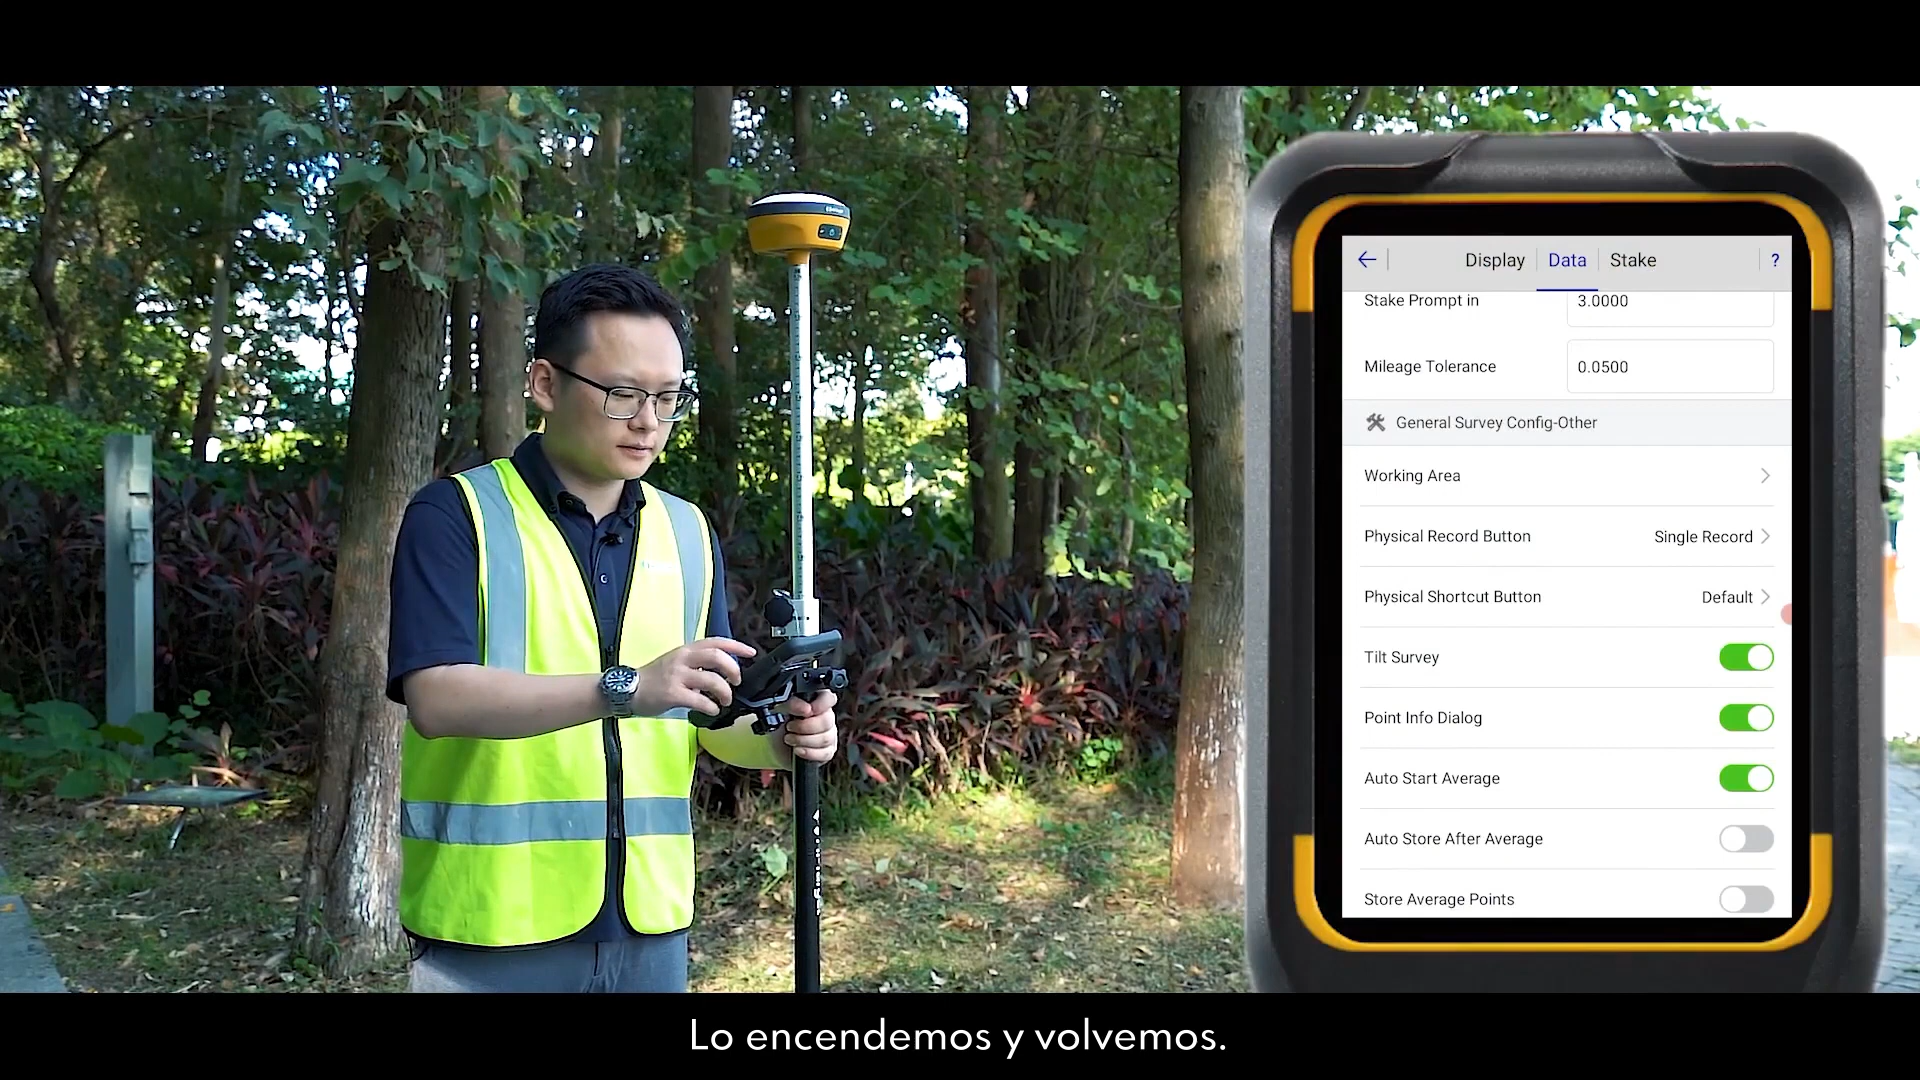 Display Data Stake ?
Stake Prompt in 3.0000
Mileage Tolerance 0.0500
General Survey Config-Other
Working Area
Physical Record Button Single Record
Physical Shortcut Button Default
Tilt Survey
Point Info Dialog
Auto Start Average
Auto Store After Average
Store Average Points
Lo encendemos y volvemos.